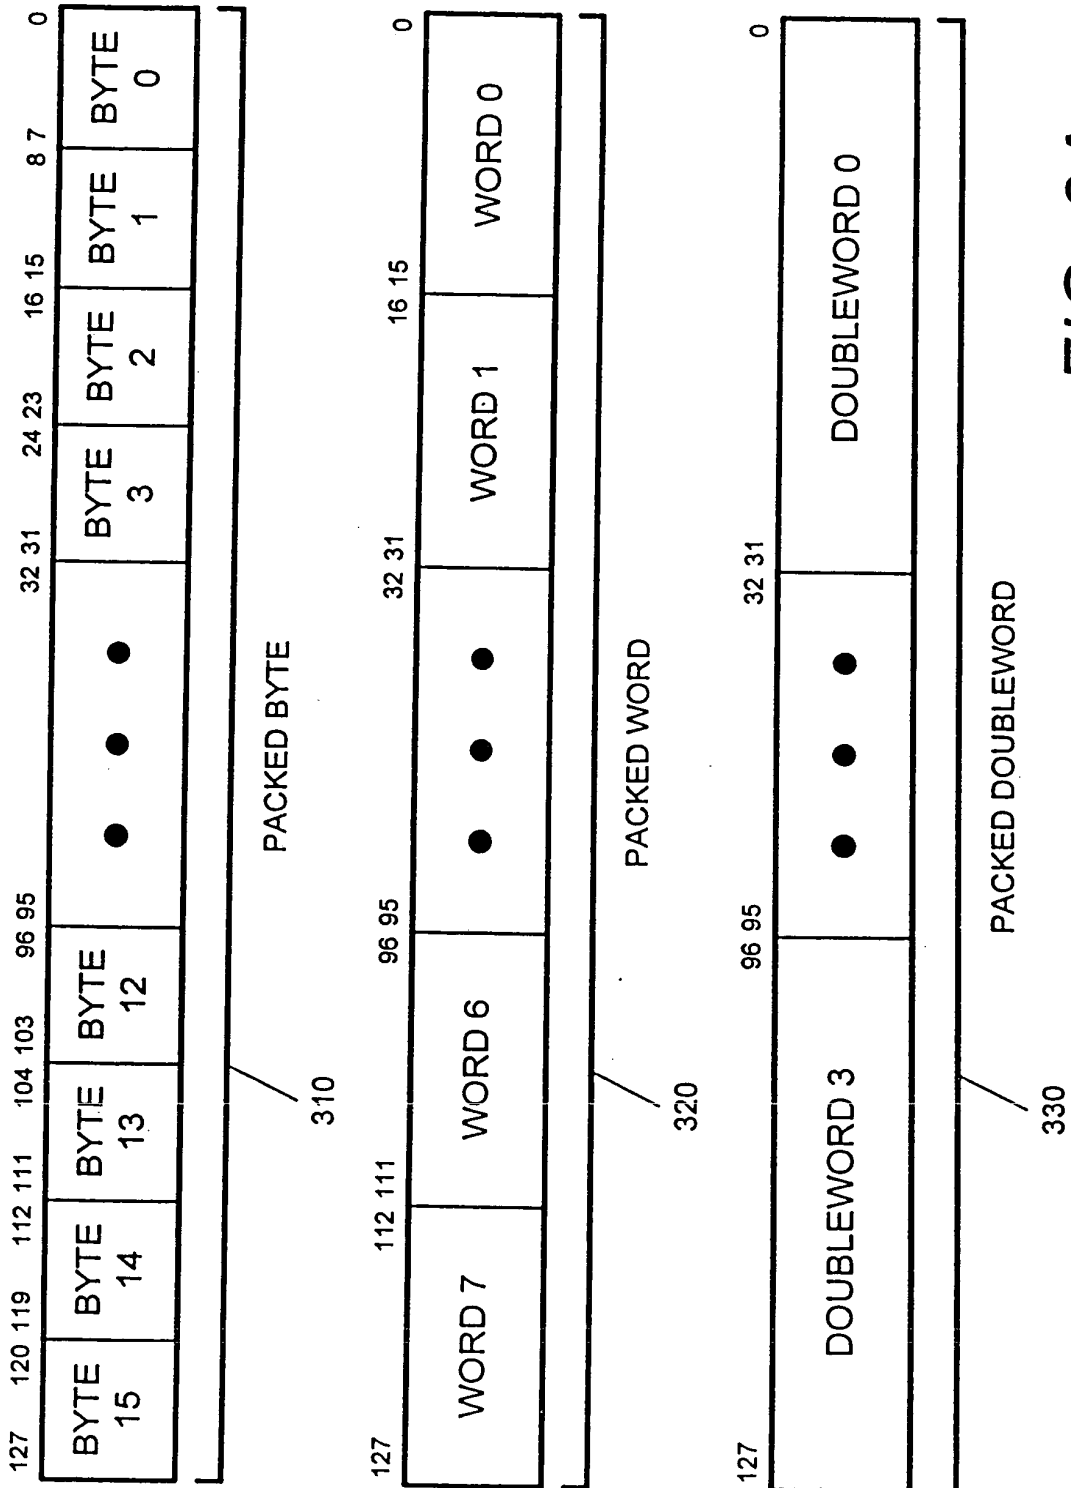 127 120 119 112 111 104 103 96 95 32 31 24 23 16 15 8 7 0
BYTE 15 BYTE 14 BYTE 13 BYTE 12 BYTE 3 BYTE 2 BYTE 1 BYTE 0
310
PACKED BYTE
127 112 111 96 95 32 31 16 15 0
WORD 7 WORD 6 WORD 1 WORD 0
320
PACKED WORD
127 96 95 32 31 0
DOUBLEWORD 3 DOUBLEWORD 0
330
PACKED DOUBLEWORD